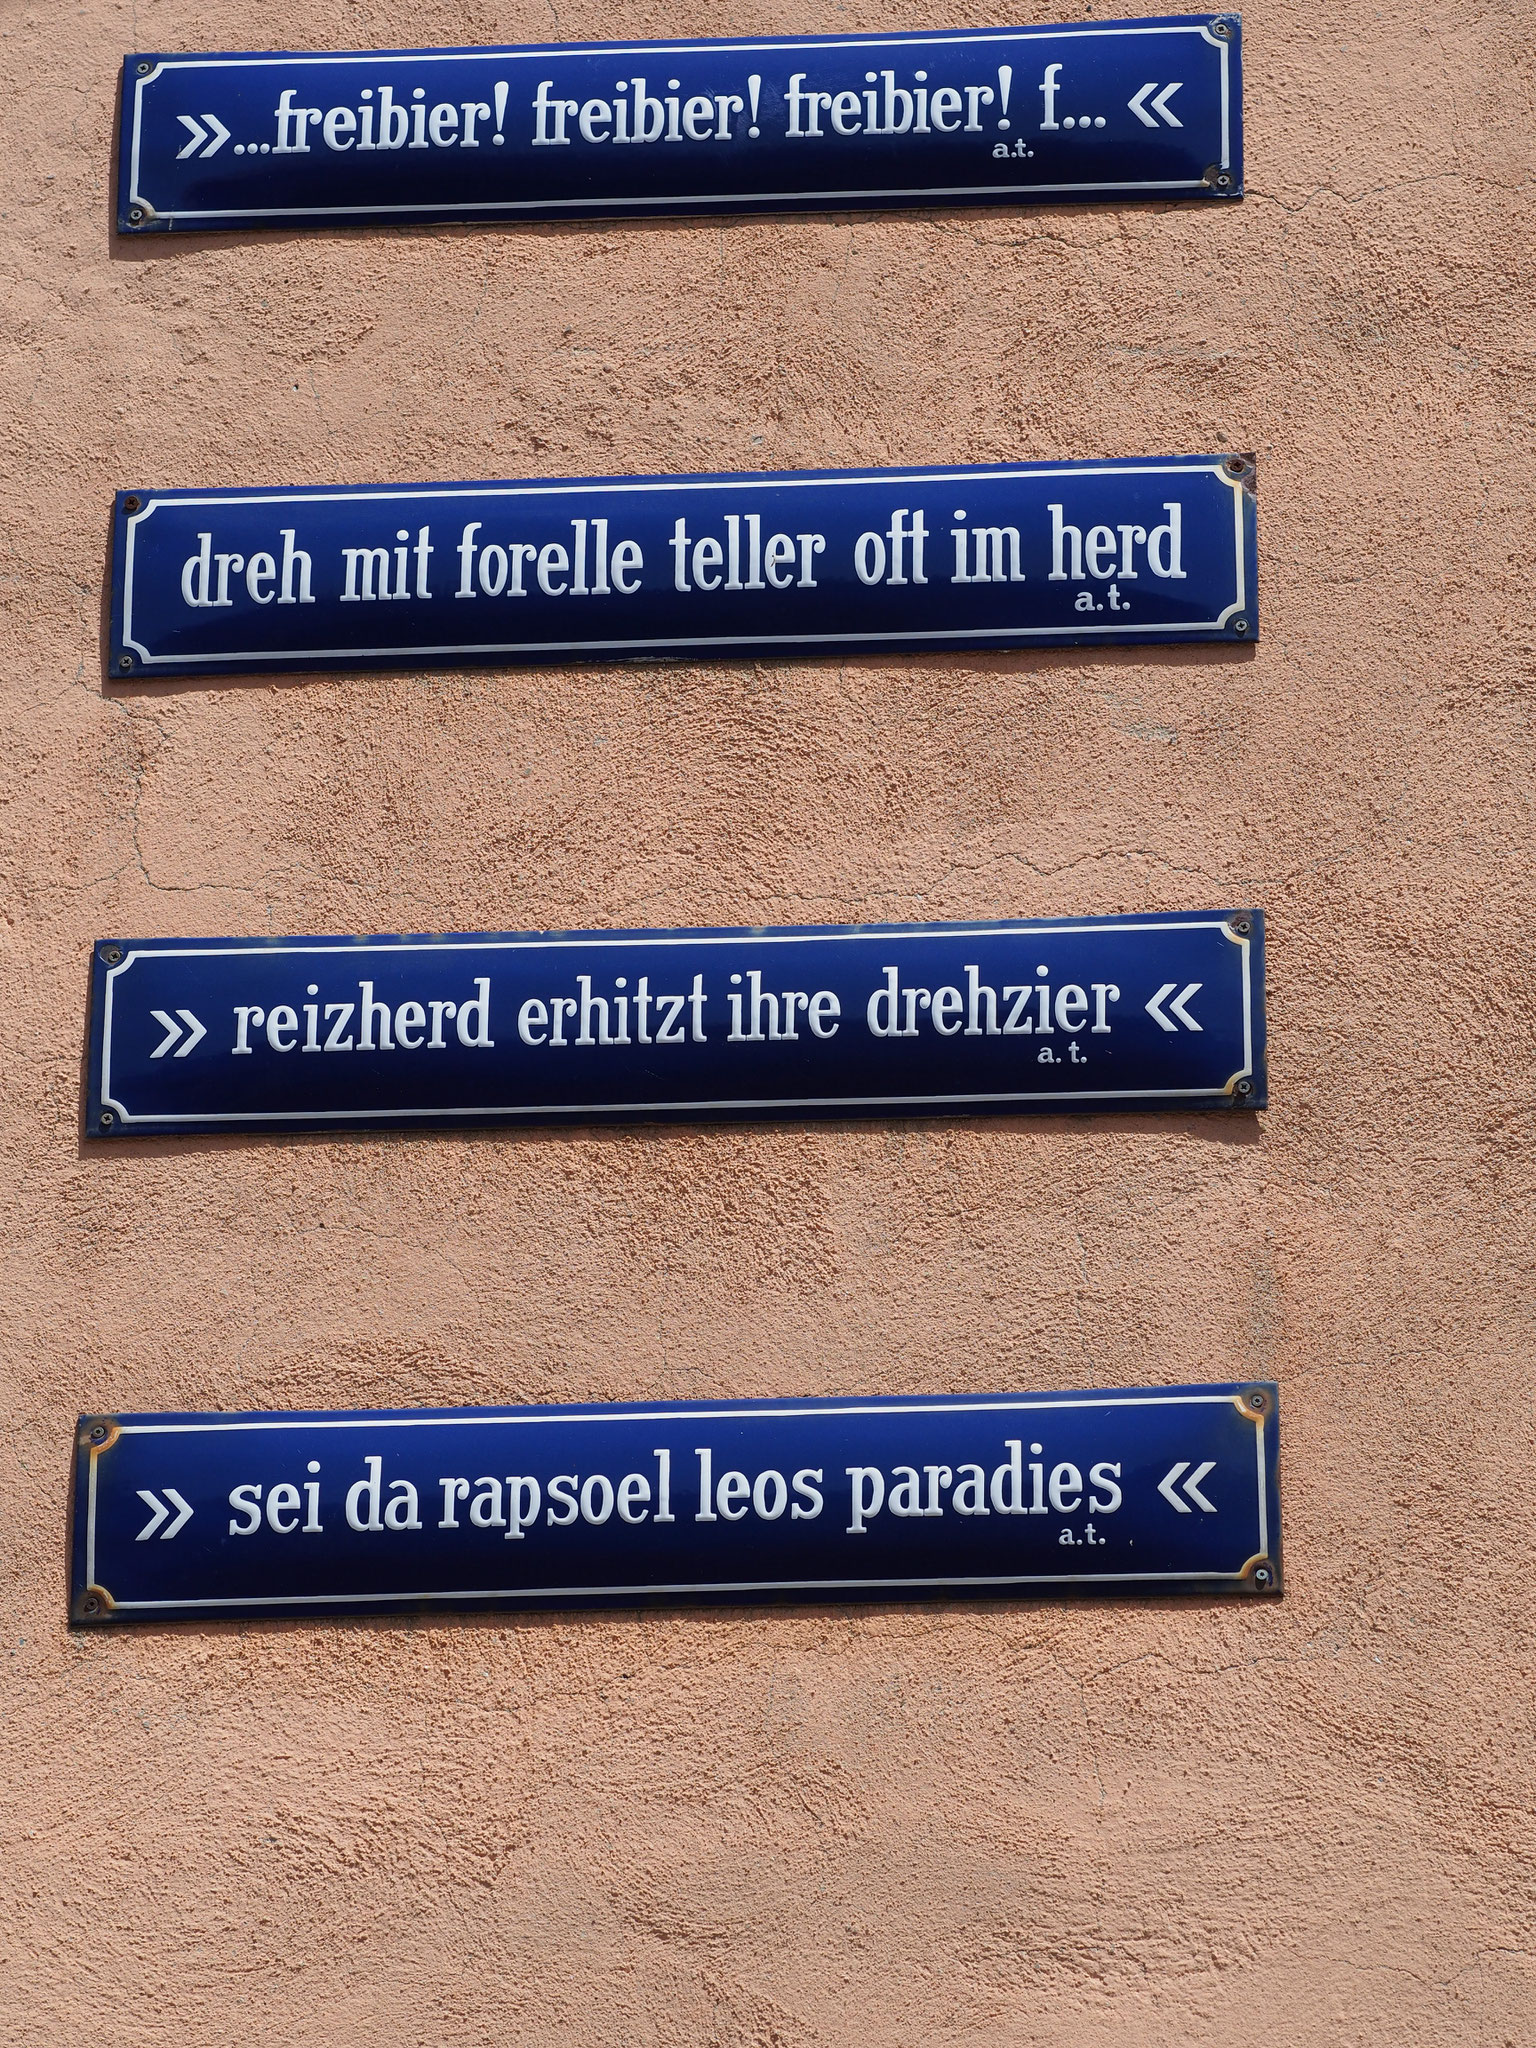 »...freibier! freibier! freibier! f... «
a.t.
dreh mit forelle teller oft im herd
a.t.
» reizherd erhitzt ihre drehzier «
a. t.
» sei da rapsoel leos paradies «
a.t.